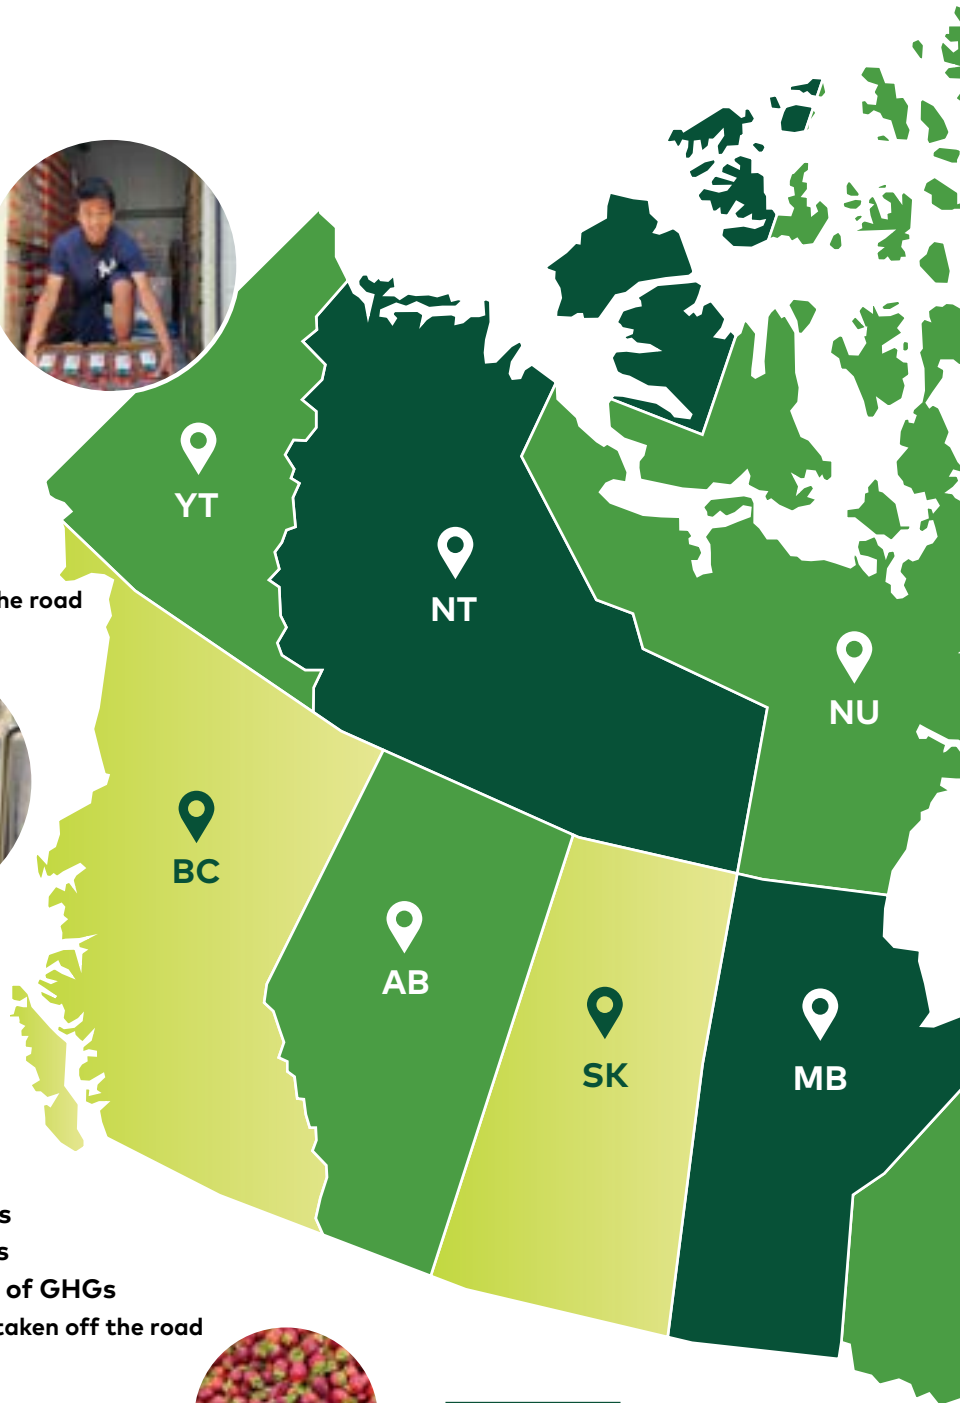 YT
he road
NT
NU
BC
AB
SK
MB
s
s
of GHGs
taken off the road